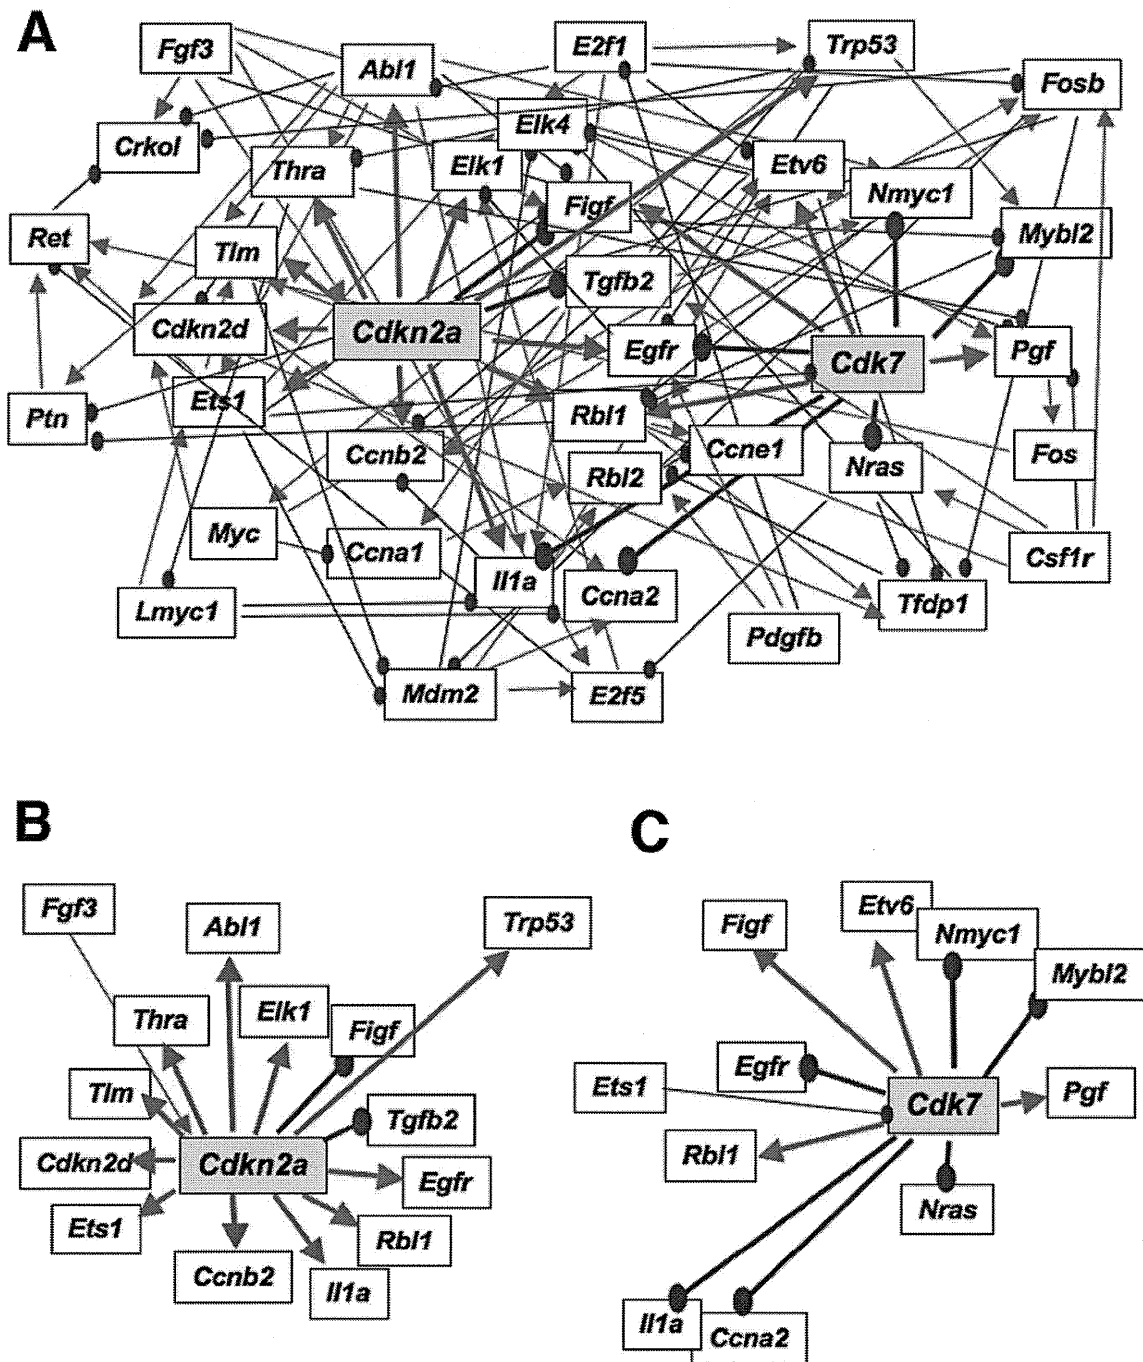 A
Fgf3
Abl1
E2f1
Trp53
Fosb
Crkol
Elk4
Thra
Elk1
Etv6
Nmyc1
Figf
Ret
Tlm
Mybl2
Tgfb2
Cdkn2d
Cdkn2a
Egfr
Cdk7
Pgf
Ptn
Ets1
Rbl1
Ccnb2
Ccne1
Nras
Fos
Rbl2
Myc
Ccna1
Il1a
Ccna2
Csf1r
Lmyc1
Tfdp1
Pdgfb
Mdm2
E2f5
B
Fgf3
Abl1
Trp53
Thra
Elk1
Figf
Tlm
Tgfb2
Cdkn2d
Cdkn2a
Egfr
Ets1
Rbl1
Ccnb2
Il1a
C
Figf
Etv6
Nmyc1
Mybl2
Egfr
Ets1
Cdk7
Pgf
Rbl1
Nras
Il1a
Ccna2